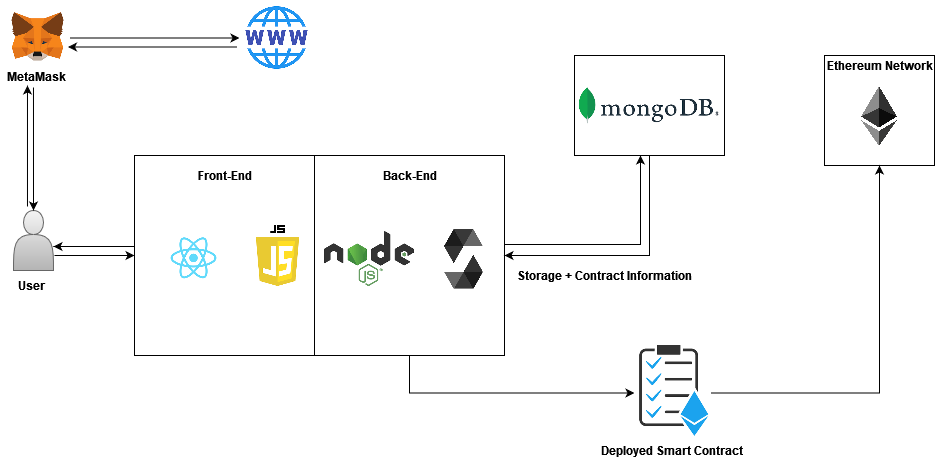 WWW
MetaMask
Ethereum Network
mongoDB®
Front-End
Back-End
JS
JS
node
JS
User
Storage + Contract Information
Deployed Smart Contract